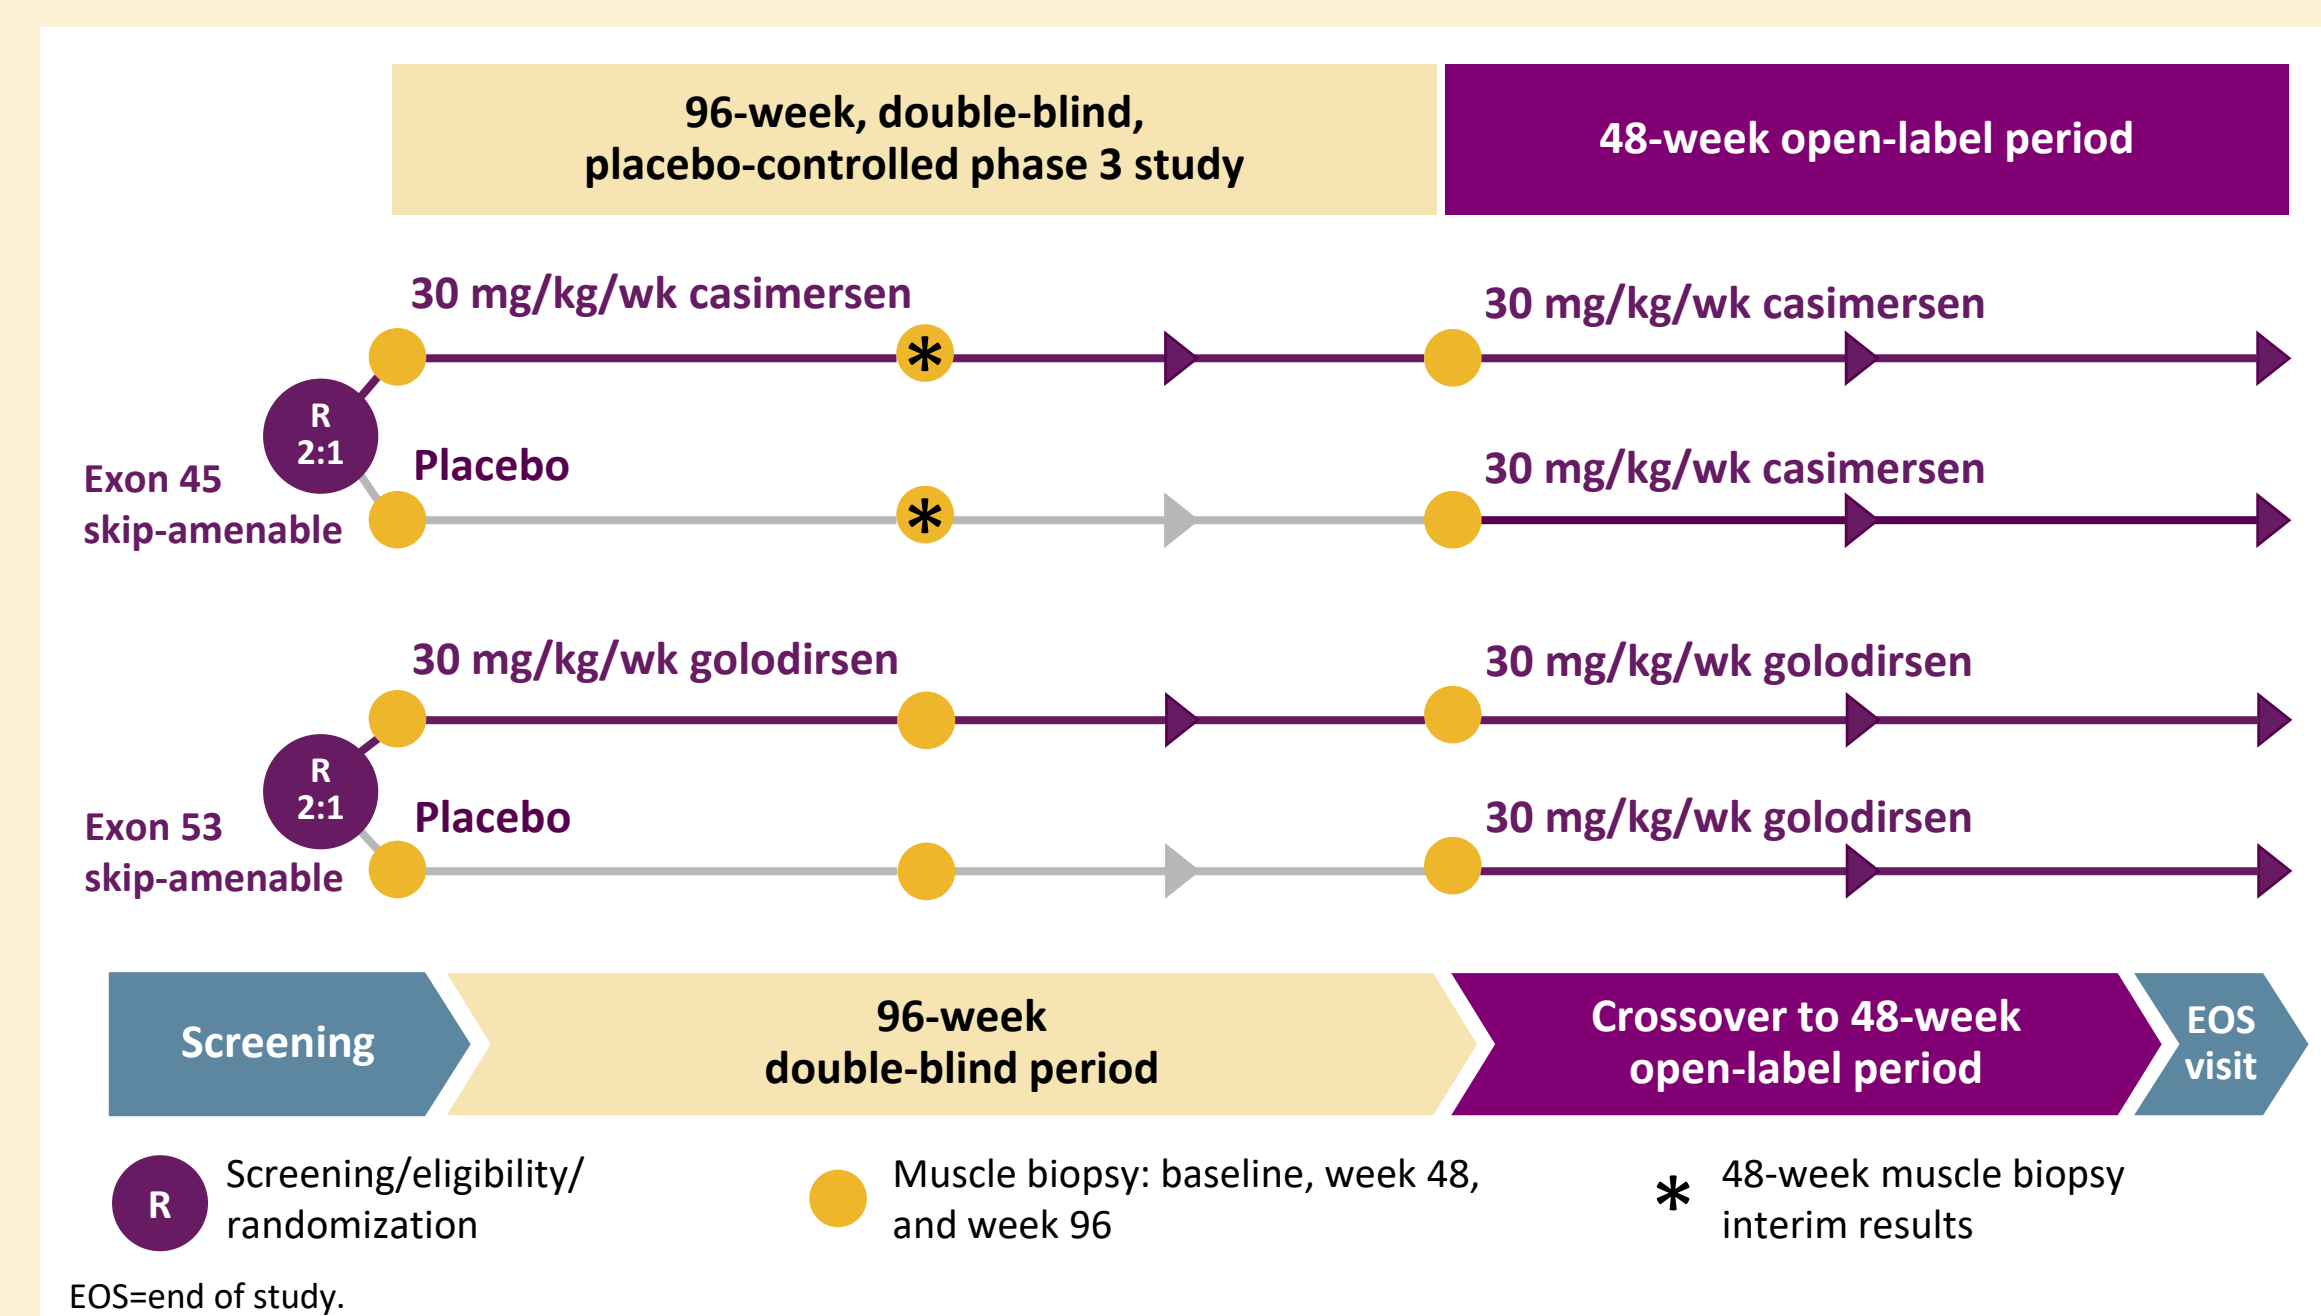 96-week, double-blind,
placebo-controlled phase 3 study
48-week open-label period
30 mg/kg/wk casimersen
30 mg/kg/wk casimersen
*
R
2:1
Exon 45
skip-amenable
Placebo
30 mg/kg/wk casimersen
*
30 mg/kg/wk golodirsen
30 mg/kg/wk golodirsen
R
2:1
Exon 53
skip-amenable
Placebo
30 mg/kg/wk golodirsen
Screening
96-week
double-blind period
Crossover to 48-week
open-label period
EOS
visit
R
Screening/eligibility/
randomization
Muscle biopsy: baseline, week 48,
and week 96
*
48-week muscle biopsy
interim results
EOS=end of study.